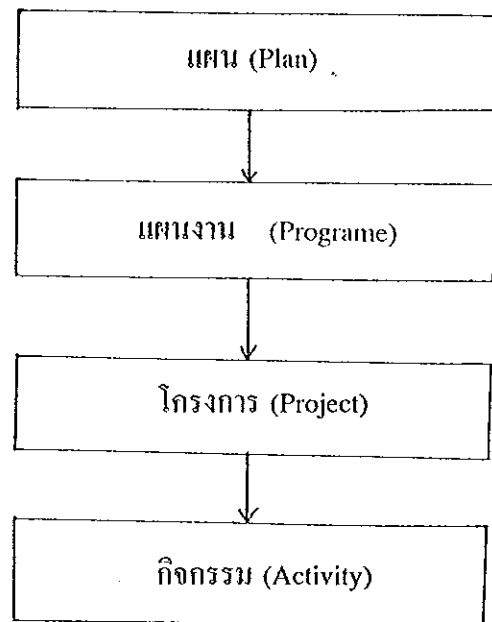 แผน (Plan)
แผนงาน (Programe)
โครงการ (Project)
กิจกรรม (Activity)